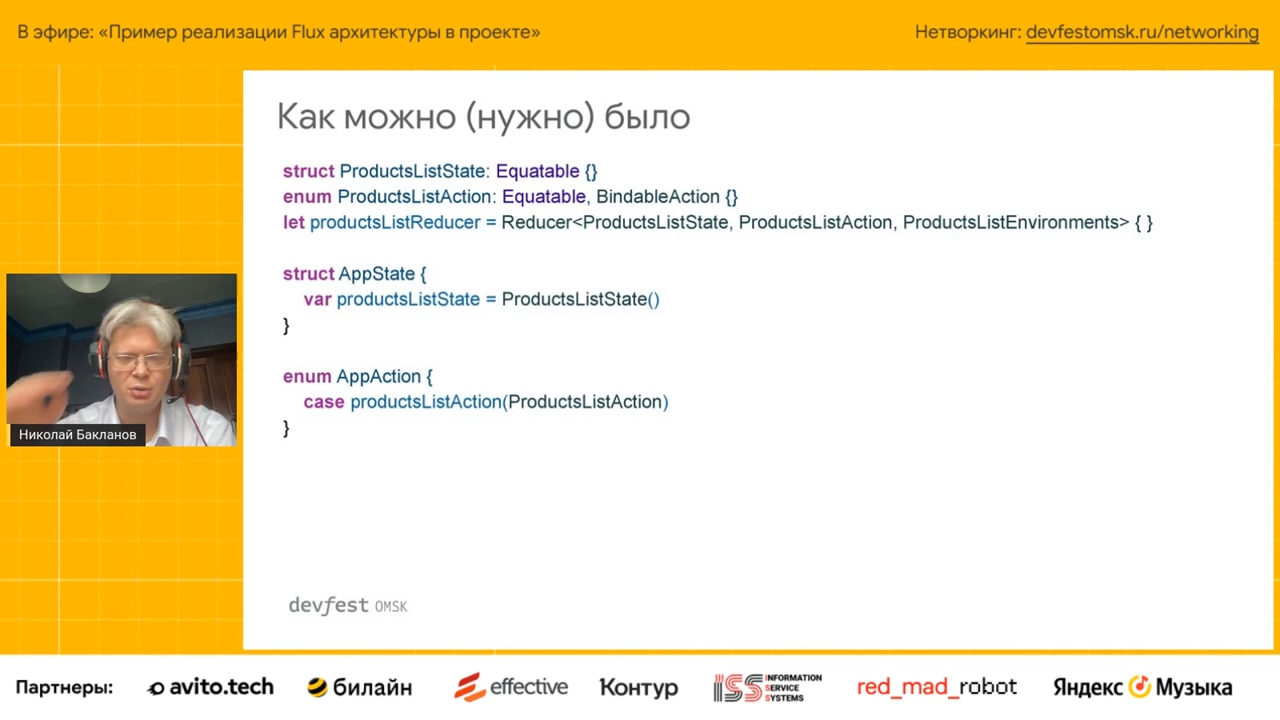 В эфире: «Пример реализации Flux архитектуры в проекте»
Нетворкинг: devfestomsk.ru/networking
Как можно (нужно) было
struct ProductsListState: Equatable {}
enum ProductsListAction: Equatable, BindableAction {}
let productsListReducer = Reducer<ProductsListState, ProductsListAction, ProductsListEnvironments> { }
struct AppState {
var productsListState = ProductsListState()
}
enum AppAction {
case productsListAction(ProductsListAction)
}
Николай Бакланов
devfest OMSK
Партнеры:
avito.tech
билайн
effective
Контур
ISS INFORMATION SERVICE SYSTEMS
red_mad_robot
Яндекс Музыка